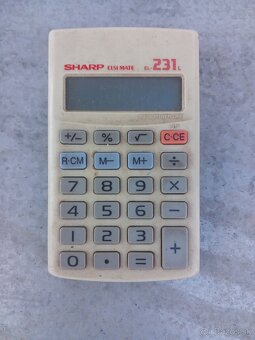 SHARP ELSI MATE EL-231L
+/− % √ C·CE
R·CM M− M+ ÷
7 8 9 ×
4 5 6 −
1 2 3 +
0 · =